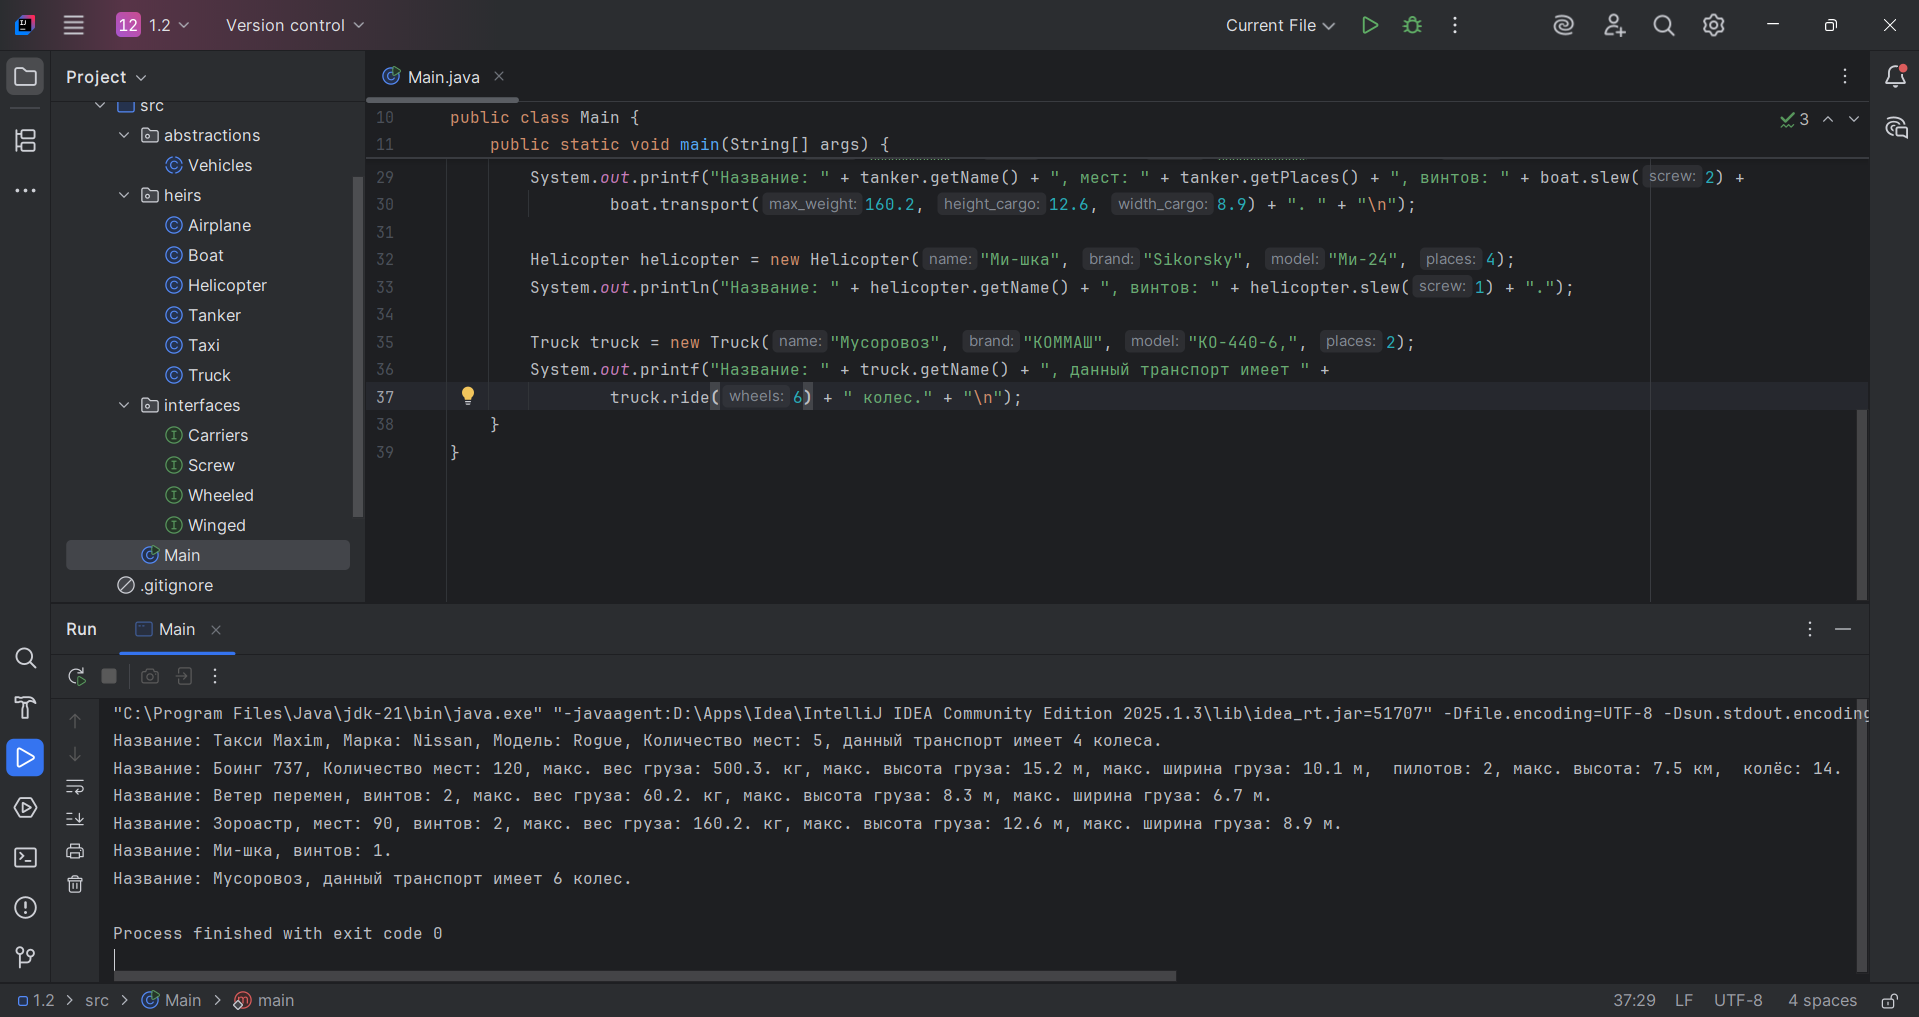 12 1.2 Version control Current File
Project
Main.java
src
abstractions
Vehicles
heirs
Airplane
Boat
Helicopter
Tanker
Taxi
Truck
interfaces
Carriers
Screw
Wheeled
Winged
Main
.gitignore
10 public class Main {
11 public static void main(String[] args) {
3
29 System.out.printf("Название: " + tanker.getName() + ", мест: " + tanker.getPlaces() + ", винтов: " + boat.slew( screw: 2) +
30 boat.transport( max_weight: 160.2, height_cargo: 12.6, width_cargo: 8.9) + ". " + "\n");
31
32 Helicopter helicopter = new Helicopter( name: "Ми-шка", brand: "Sikorsky", model: "Ми-24", places: 4);
33 System.out.println("Название: " + helicopter.getName() + ", винтов: " + helicopter.slew( screw: 1) + ".");
34
35 Truck truck = new Truck( name: "Мусоровоз", brand: "КОММАШ", model: "КО-440-6,", places: 2);
36 System.out.printf("Название: " + truck.getName() + ", данный транспорт имеет " +
37 truck.ride( wheels: 6) + " колес." + "\n");
38 }
39 }
Run Main
"C:\Program Files\Java\jdk-21\bin\java.exe" "-javaagent:D:\Apps\Idea\IntelliJ IDEA Community Edition 2025.1.3\lib\idea_rt.jar=51707" -Dfile.encoding=UTF-8 -Dsun.stdout.encoding
Название: Такси Maxim, Марка: Nissan, Модель: Rogue, Количество мест: 5, данный транспорт имеет 4 колеса.
Название: Боинг 737, Количество мест: 120, макс. вес груза: 500.3. кг, макс. высота груза: 15.2 м, макс. ширина груза: 10.1 м,  пилотов: 2, макс. высота: 7.5 км,  колёс: 14.
Название: Ветер перемен, винтов: 2, макс. вес груза: 60.2. кг, макс. высота груза: 8.3 м, макс. ширина груза: 6.7 м.
Название: Зороастр, мест: 90, винтов: 2, макс. вес груза: 160.2. кг, макс. высота груза: 12.6 м, макс. ширина груза: 8.9 м.
Название: Ми-шка, винтов: 1.
Название: Мусоровоз, данный транспорт имеет 6 колес.
Process finished with exit code 0
1.2 > src > Main > main 37:29 LF UTF-8 4 spaces